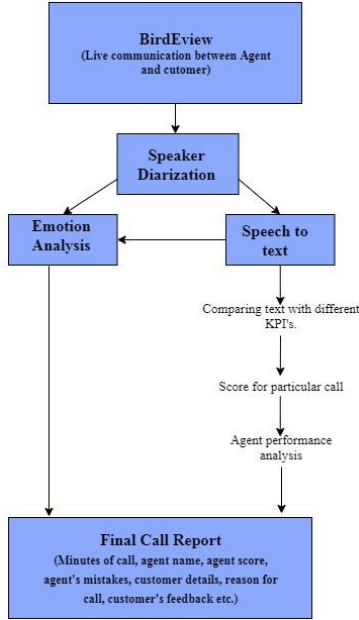 BirdEview
(Live communication between Agent
and cutomer)
Speaker
Diarization
Emotion
Analysis
Speech to
text
Comparing text with different
KPI's.
Score for particular call
Agent performance
analysis
Final Call Report
(Minutes of call, agent name, agent score,
agent's mistakes, customer details, reason for
call, customer's feedback etc.)